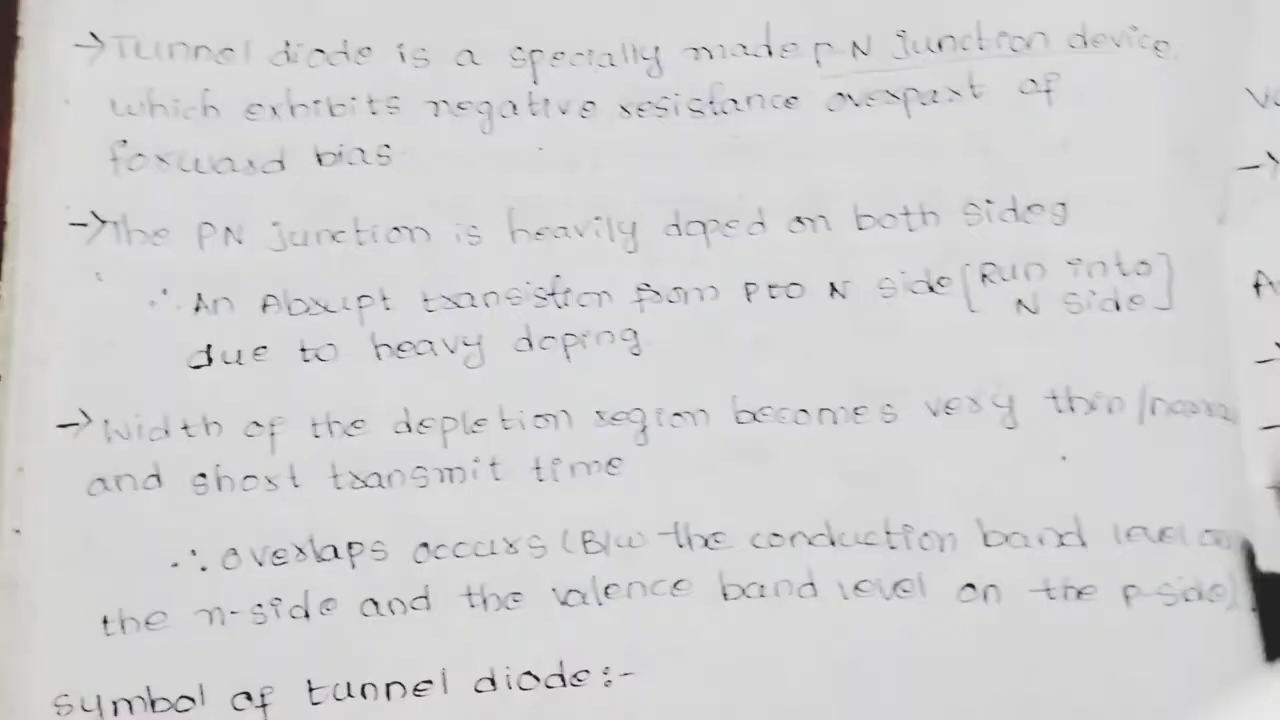 → Tunnel diode is a specially made PN junction device
which exhibits negative resistance overpart of
forward bias
→ The PN junction is heavily doped on both sides
∴ An Abrupt transistion from P to N side [Run into
N side]
due to heavy doping.
→ Width of the depletion region becomes very thin/
and short transmit time
∴ overlaps occurs (B/w the conduction band level on
the n-side and the valence band level on the p-side)
symbol of tunnel diode:-